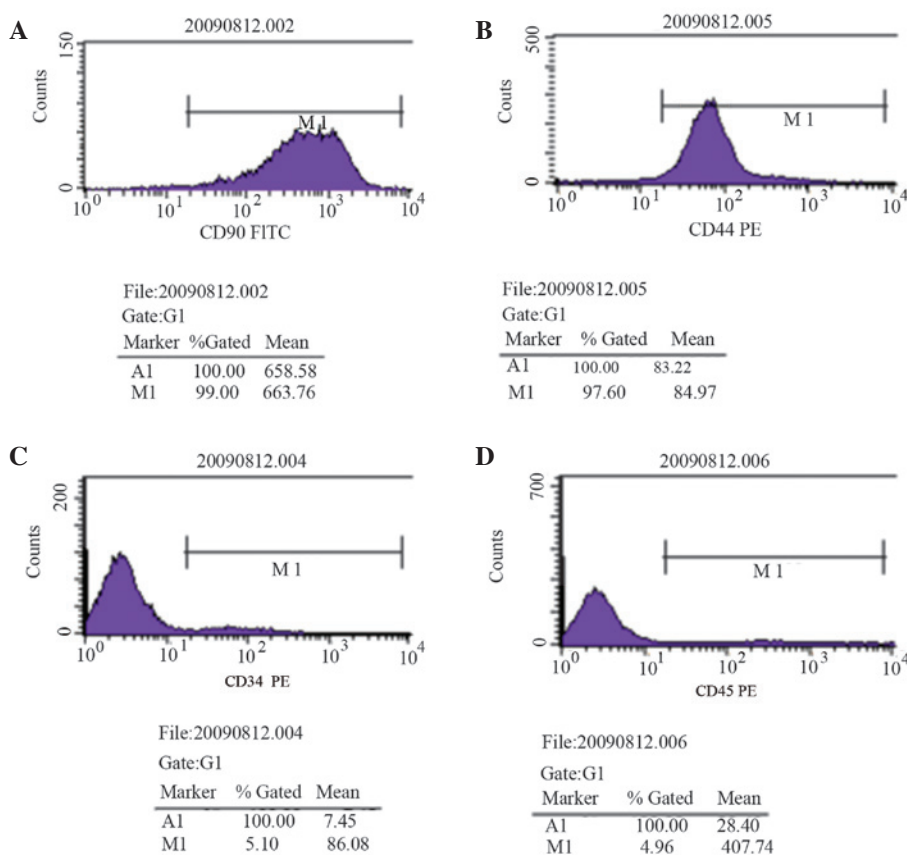 A
20090812.002
150
Counts
0
M 1
10^0 10^1 10^2 10^3 10^4
CD90 FITC
File:20090812.002
Gate:G1
Marker %Gated Mean
A1 100.00 658.58
M1 99.00 663.76
B
20090812.005
500
Couts
0
M 1
10^0 10^1 10^2 10^3 10^4
CD44 PE
File:20090812.005
Gate:G1
Marker % Gated Mean
A1 100.00 83.22
M1 97.60 84.97
C
20090812.004
200
Counts
0
M 1
10^0 10^1 10^2 10^3 10^4
CD34 PE
File:20090812.004
Gate:G1
Marker % Gated Mean
A1 100.00 7.45
M1 5.10 86.08
D
20090812.006
700
Counts
0
M 1
10^0 10^1 10^2 10^3 10^4
CD45 PE
File:20090812.006
Gate:G1
Marker % Gated Mean
A1 100.00 28.40
M1 4.96 407.74